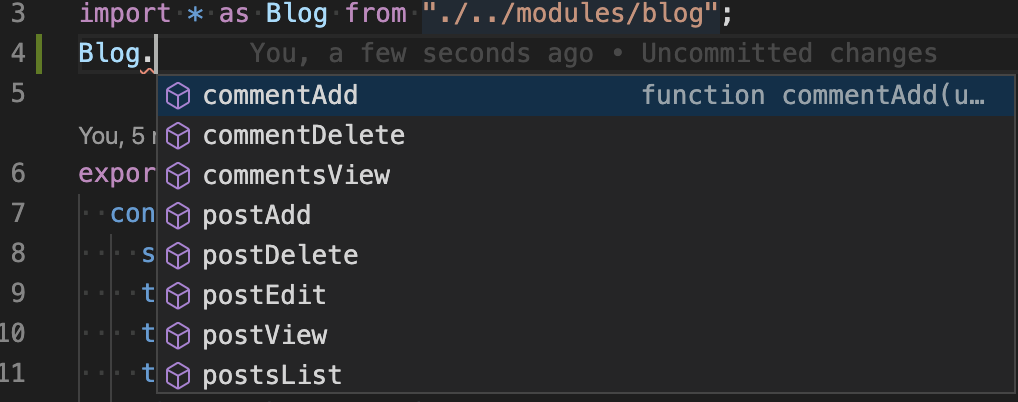 3 import * as Blog from "./../modules/blog";
4 Blog. You, a few seconds ago • Uncommitted changes
5 commentAdd function commentAdd(u…
commentDelete
You, 5
6 expor commentsView
7 con postAdd
8 s postDelete
9 t postEdit
10 t postView
11 t postsList